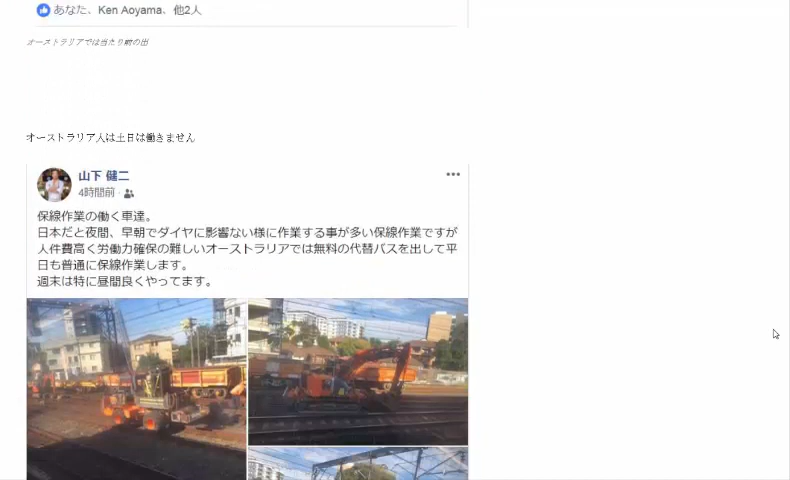 あなた、Ken Aoyama、他2人
オーストラリアでは当たり前の出
オーストラリア人は土日は働きません
山下 健二
4時間前
保線作業の働く車達。
日本だと夜間、早朝でダイヤに影響ない様に作業する事が多い保線作業ですが
人件費高く労働力確保の難しいオーストラリアでは無料の代替バスを出して平
日も普通に保線作業します。
週末は特に昼間良くやってます。